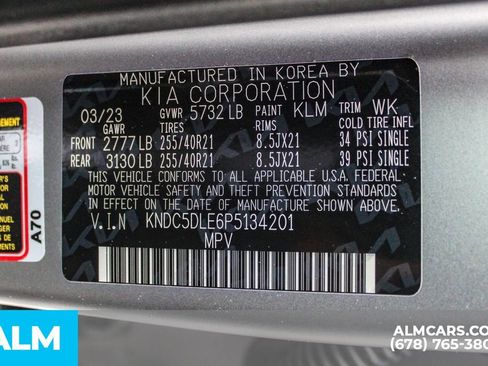 MANUFACTURED IN KOREA BY
KIA CORPORATION
03/23 GVWR 5732 LB PAINT KLM TRIM WK
GAWR TIRES RIMS COLD TIRE INFL
FRONT 2777 LB 255/40R21 8.5JX21 34 PSI SINGLE
REAR 3130 LB 255/40R21 8.5JX21 39 PSI SINGLE
THIS VEHICLE CONFORMS TO ALL APPLICABLE U.S.A. FEDERAL
MOTOR VEHICLE SAFETY AND THEFT PREVENTION STANDARDS
IN EFFECT ON THE DATE OF MANUFACTURE SHOWN ABOVE.
V.I.N KNDC5DLE6P5134201
MPV
A70
ALM
ALMCARS.CO
(678) 765-380